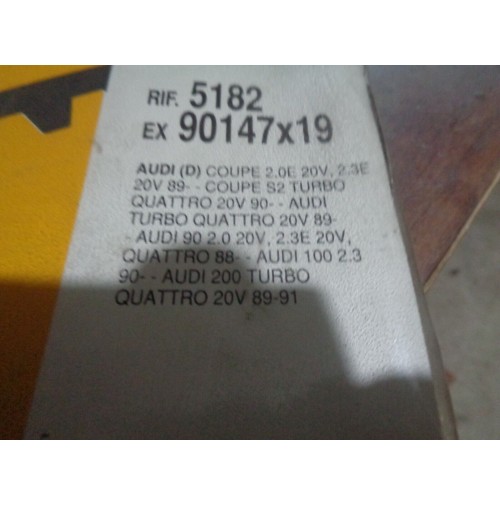 RIF. 5182
EX 90147x19
AUDI (D) COUPE 2.0E 20V, 2.3E
20V 89- - COUPE S2 TURBO
QUATTRO 20V 90- - AUDI
TURBO QUATTRO 20V 89-
- AUDI 90 2.0 20V, 2.3E 20V,
QUATTRO 88- - AUDI 100 2.3
90- - AUDI 200 TURBO
QUATTRO 20V 89-91